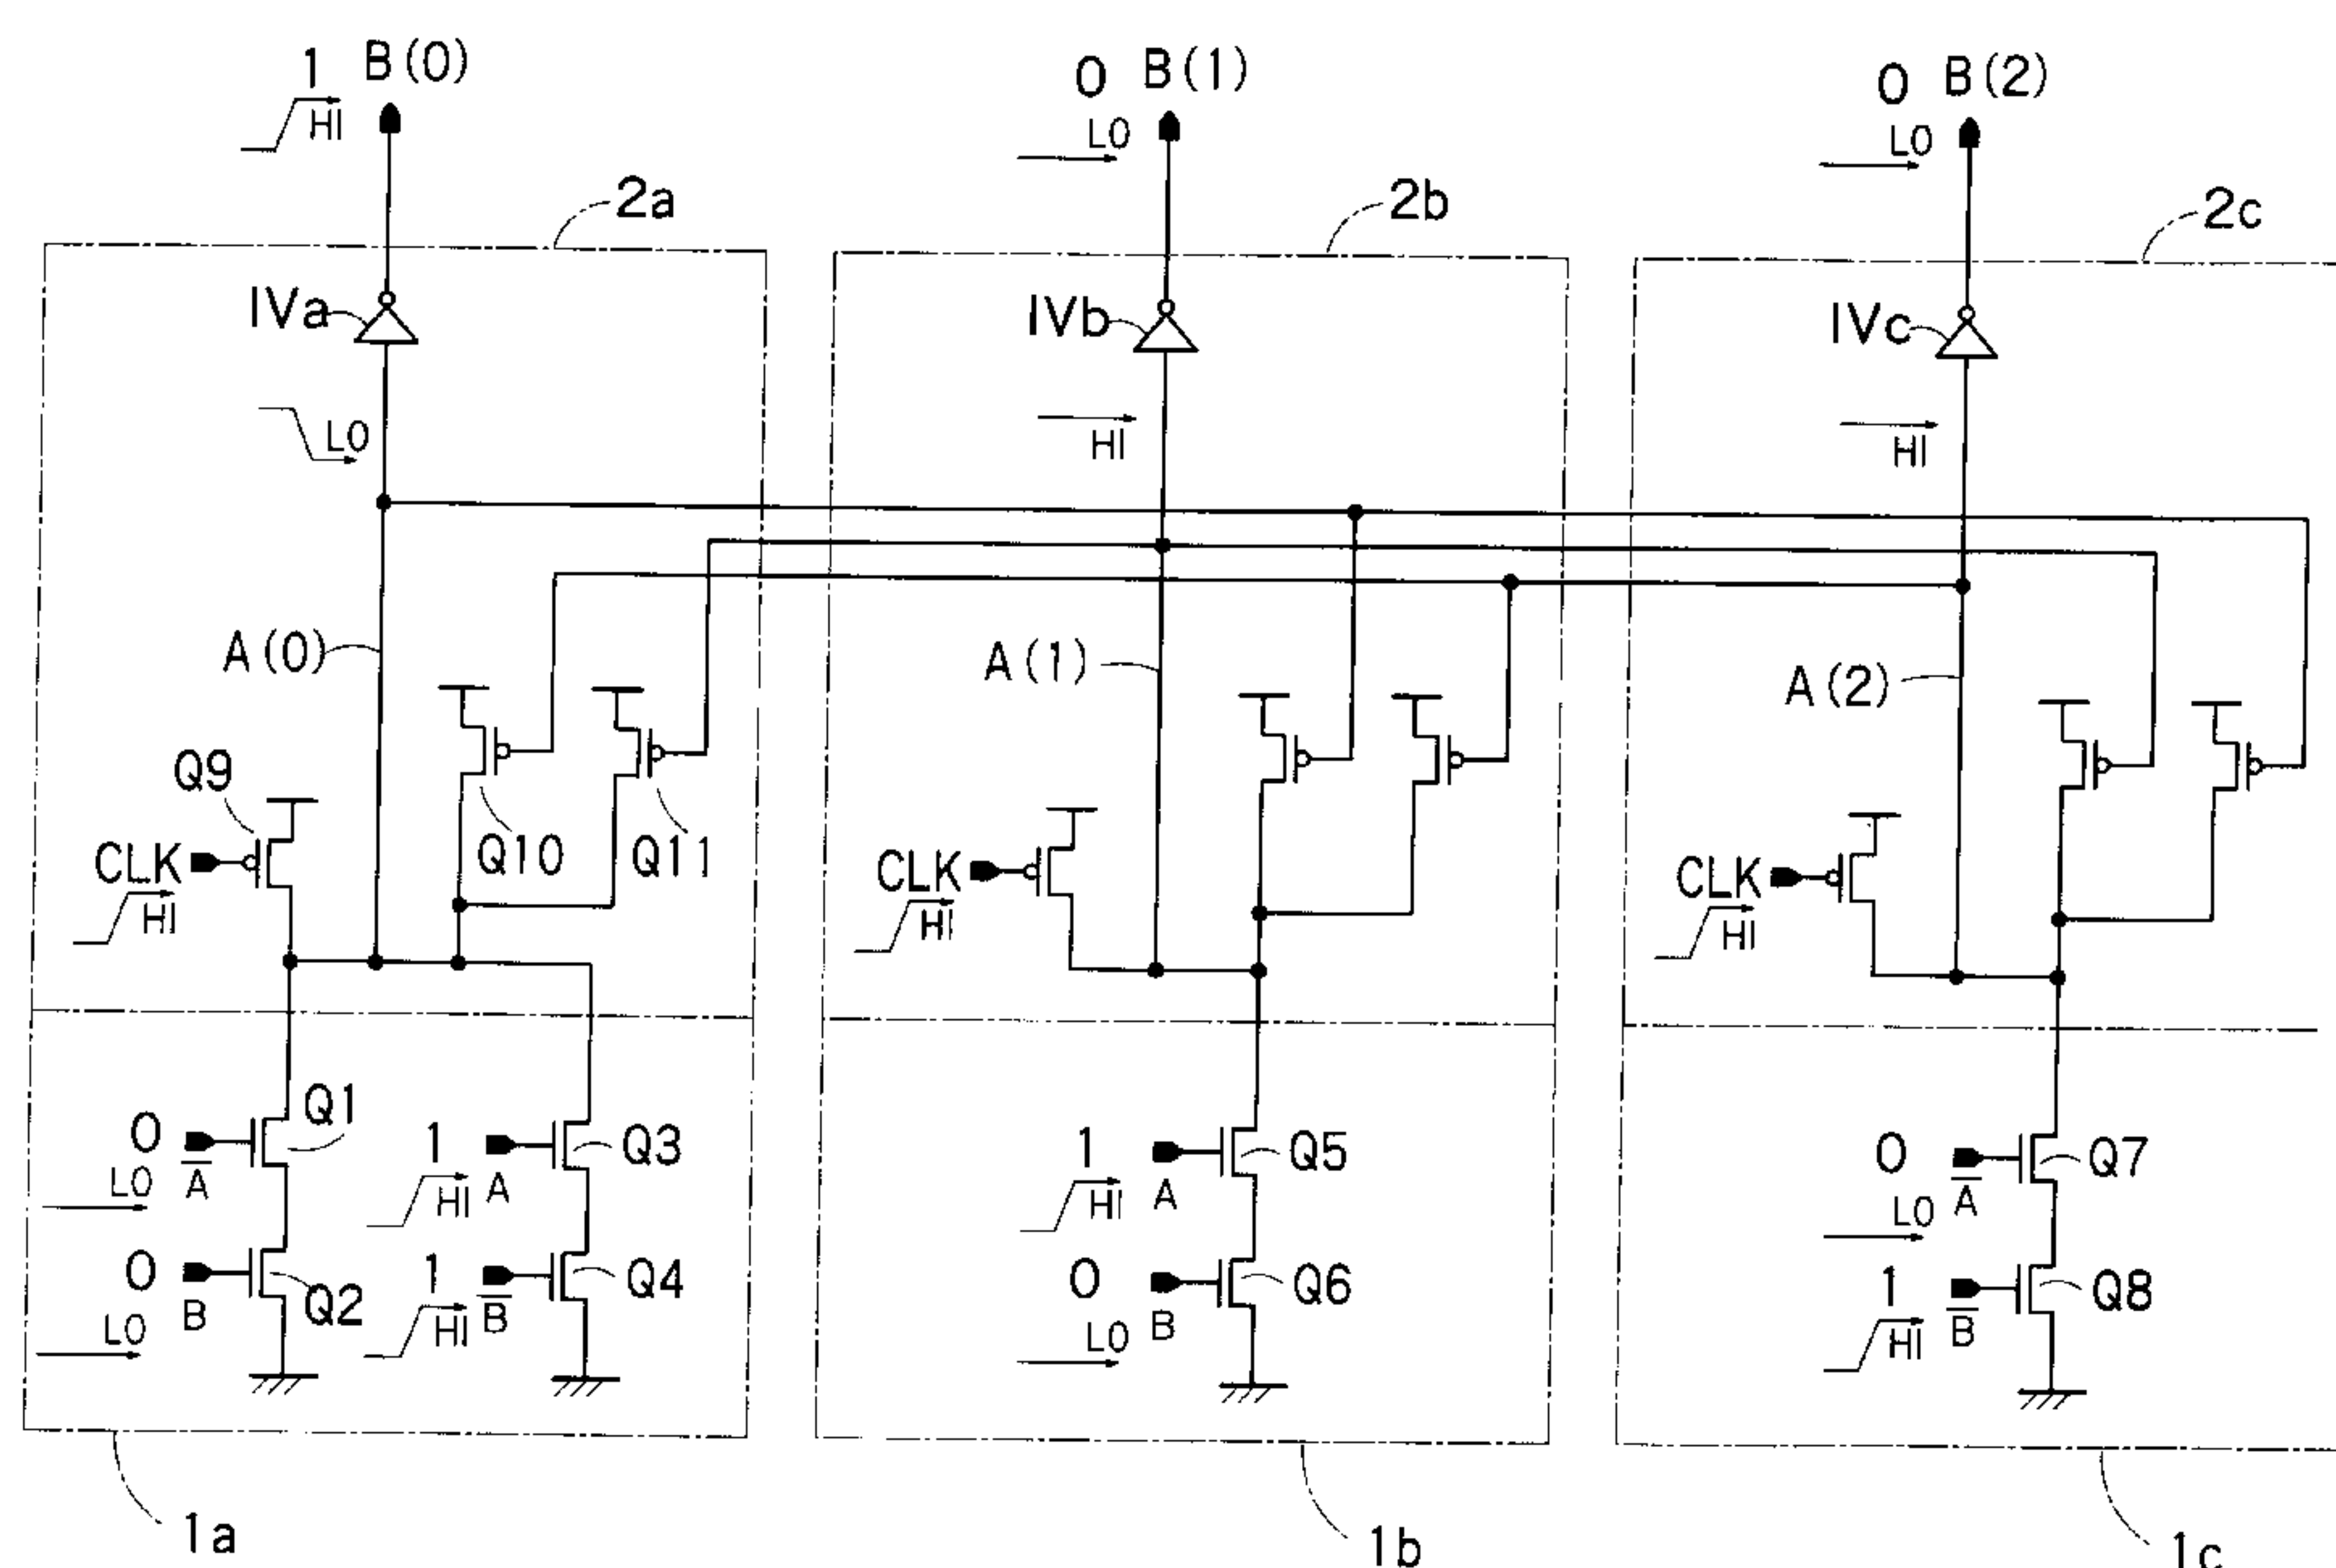 1 B(0)
HI
0 B(1)
LO
0 B(2)
LO
2a
2b
2c
IVa
IVb
IVc
LO
HI
HI
A(0)
A(1)
A(2)
Q9
Q10
Q11
CLK
HI
CLK
HI
CLK
HI
0
A̅
LO
Q1
1
A
HI
Q3
1
A
HI
Q5
0
A̅
LO
Q7
0
B
LO
Q2
1
B̅
HI
Q4
0
B
LO
Q6
1
B̅
HI
Q8
1a
1b
1c